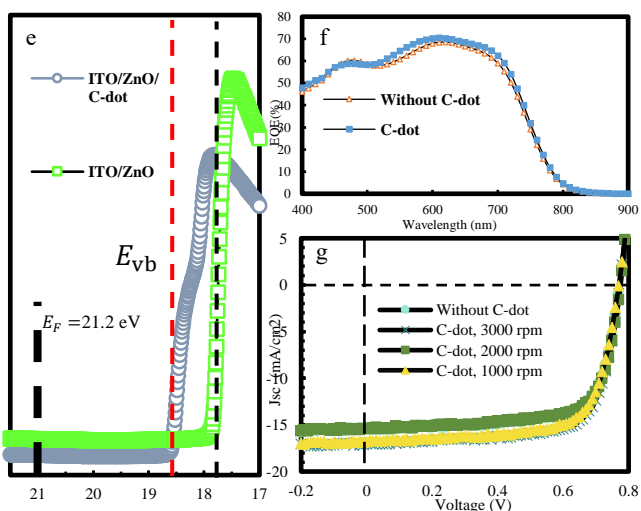 e
ITO/ZnO/
C-dot
ITO/ZnO
E_vb
E_F = 21.2 eV
21 20 19 18 17
f
80
70
60
50
40
30
20
10
0
EQE(%)
Without C-dot
C-dot
400 500 600 700 800 900
Wavelength (nm)
g
5
0
-5
-10
-15
-20
Jsc (mA/cm2)
Without C-dot
C-dot, 3000 rpm
C-dot, 2000 rpm
C-dot, 1000 rpm
-0.2 0 0.2 0.4 0.6 0.8
Voltage (V)